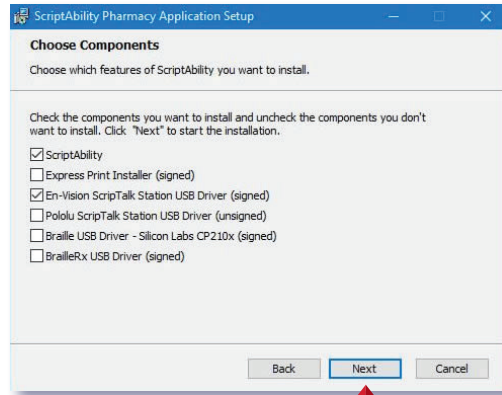 ScriptAbility Pharmacy Application Setup
Choose Components
Choose which features of ScriptAbility you want to install.
Check the components you want to install and uncheck the components you don't
want to install. Click "Next" to start the installation.
ScriptAbility
Express Print Installer (signed)
En-Vision ScripTalk Station USB Driver (signed)
Pololu ScripTalk Station USB Driver (unsigned)
Braille USB Driver - Silicon Labs CP210x (signed)
BrailleRx USB Driver (signed)
Back Next Cancel